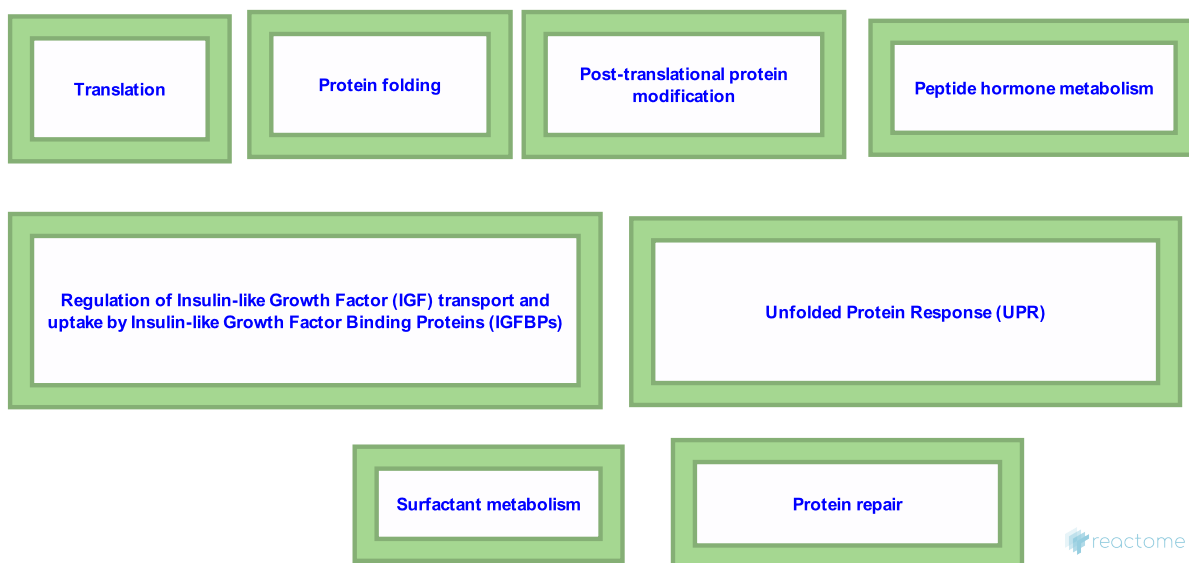 Translation
Protein folding
Post-translational protein
modification
Peptide hormone metabolism
Regulation of Insulin-like Growth Factor (IGF) transport and
uptake by Insulin-like Growth Factor Binding Proteins (IGFBPs)
Unfolded Protein Response (UPR)
Surfactant metabolism
Protein repair
reactome